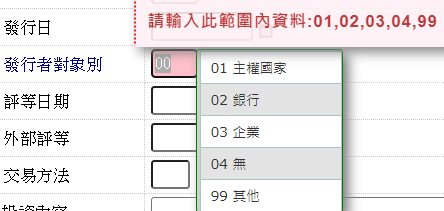 請輸入此範圍內資料:01,02,03,04,99
發行日
發行者對象別 00
01 主權國家
02 銀行
評等日期
03 企業
外部評等
04 無
交易方法
99 其他